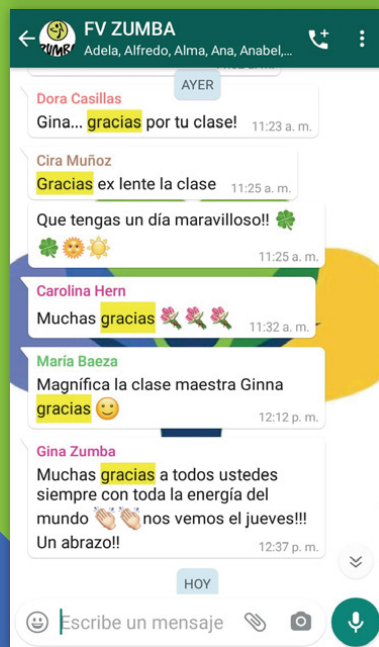 FV ZUMBA
Adela, Alfredo, Alma, Ana, Anabel,...
AYER
Dora Casillas
Gina... gracias por tu clase! 11:23 a. m.
Cira Muñoz
Gracias ex lente la clase 11:25 a. m.
Que tengas un día maravilloso!! 🍀
🍀🌞☀️
11:25 a. m.
Carolina Hern
Muchas gracias 🌷🌷🌷 11:32 a. m.
María Baeza
Magnífica la clase maestra Ginna
gracias 🙂
12:12 p. m.
Gina Zumba
Muchas gracias a todos ustedes
siempre con toda la energía del
mundo 👏🏻👏🏻nos vemos el jueves!!!
Un abrazo!!
12:37 p. m.
HOY
Escribe un mensaje